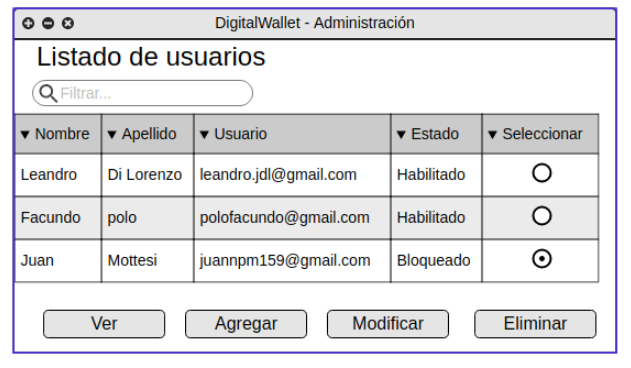 DigitalWallet - Administración
Listado de usuarios
Filtrar...
▼ Nombre ▼ Apellido ▼ Usuario ▼ Estado ▼ Seleccionar
Leandro Di Lorenzo leandro.jdl@gmail.com Habilitado
Facundo polo polofacundo@gmail.com Habilitado
Juan Mottesi juannpm159@gmail.com Bloqueado
Ver Agregar Modificar Eliminar